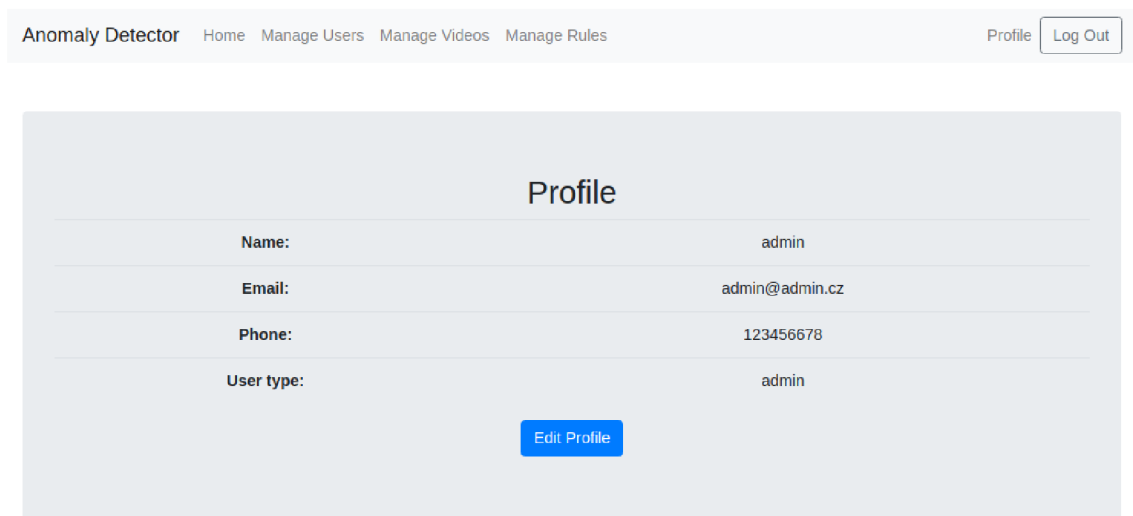 Anomaly Detector Home Manage Users Manage Videos Manage Rules Profile Log Out
Profile
Name: admin
Email: admin@admin.cz
Phone: 123456678
User type: admin
Edit Profile